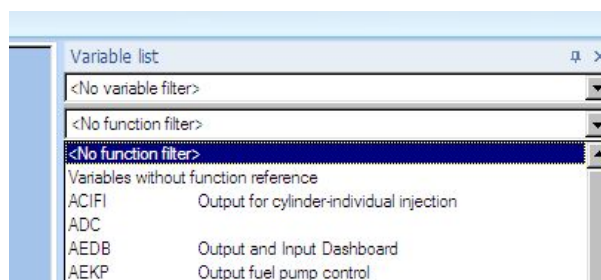 Variable list
<No variable filter>
<No function filter>
<No function filter>
Variables without function reference
ACIFI Output for cylinder-individual injection
ADC
AEDB Output and Input Dashboard
AEKP Output fuel pump control